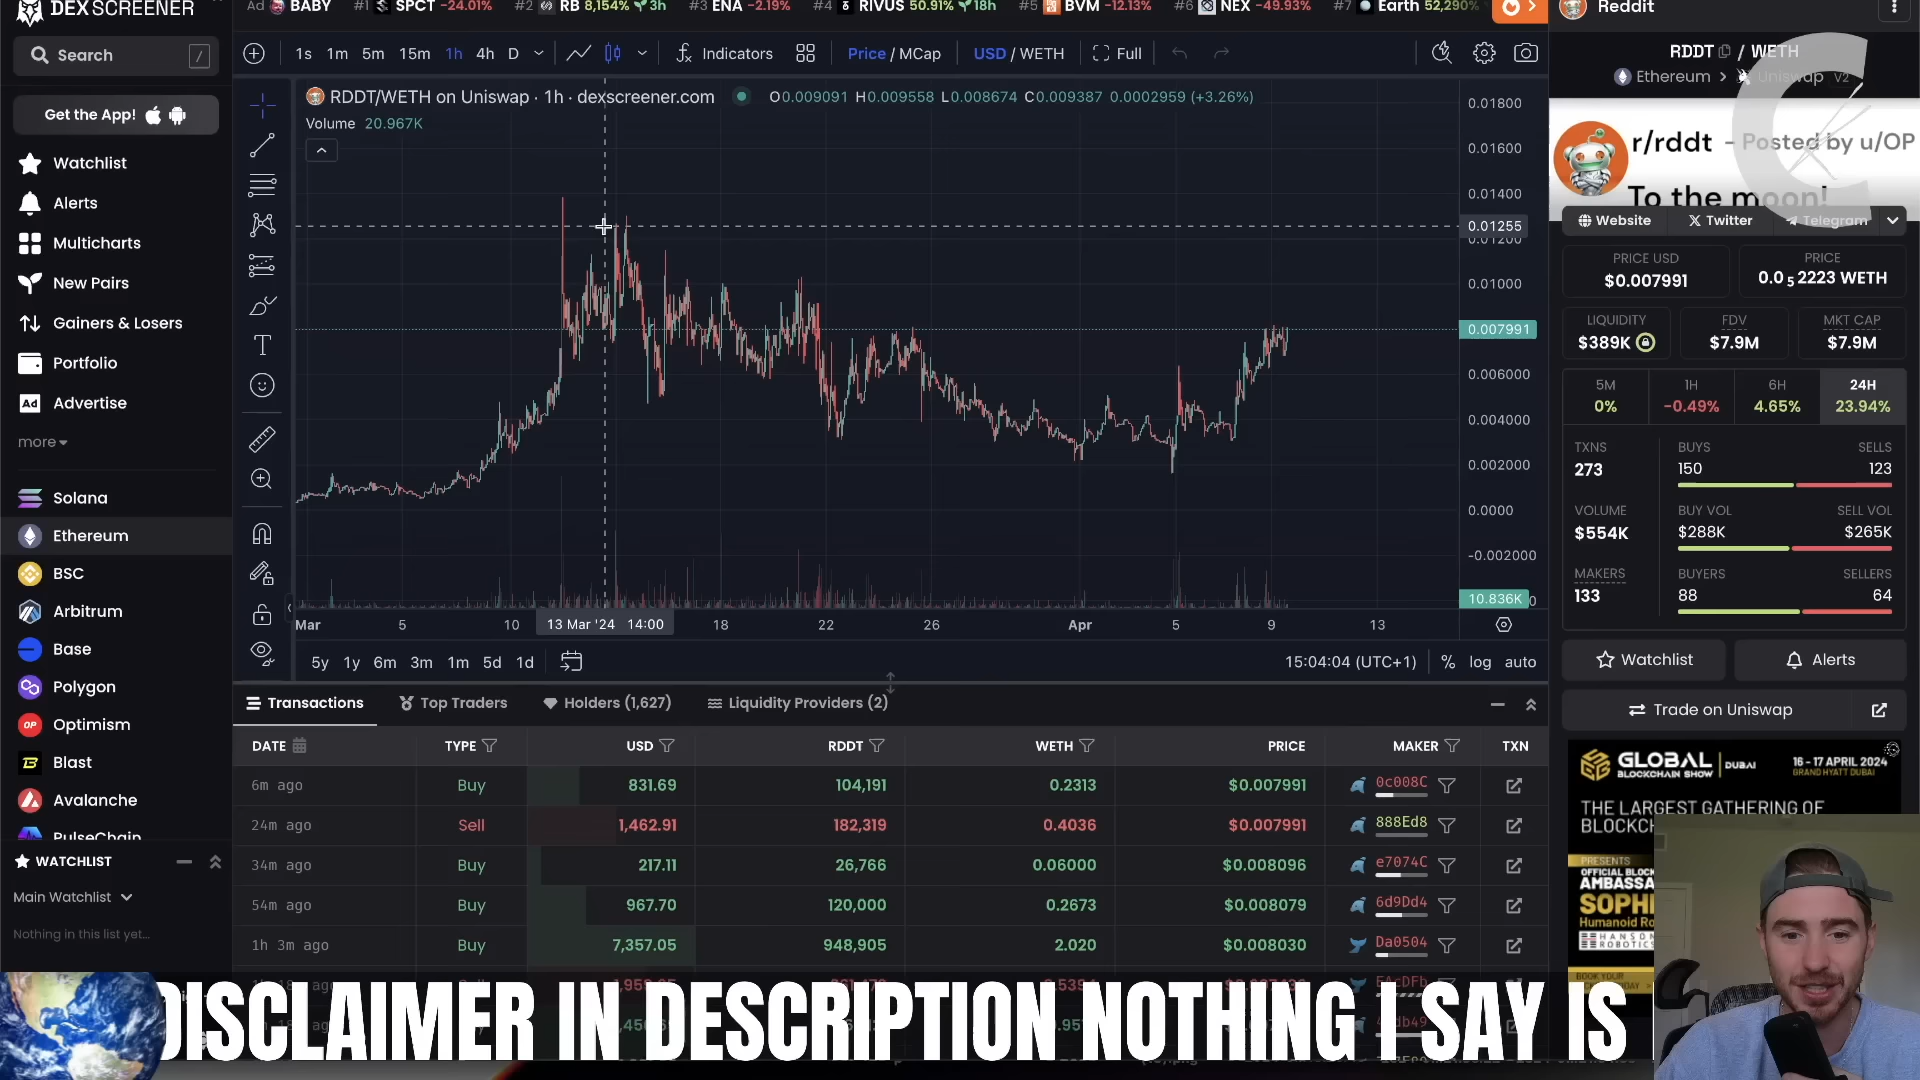 DEX SCREENER
Ad BABY #1 SPCT -24.01% #2 RB 8,154% 3h #3 ENA -2.19% #4 RIVUS 50.91% 18h #5 BVM -12.13% #6 NEX -49.93% #7 Earth 52,290%
Reddit
Search /
1s 1m 5m 15m 1h 4h D Indicators Price / MCap USD / WETH Full
RDDT / WETH
Ethereum > Uniswap V2
Get the App!
RDDT/WETH on Uniswap · 1h · dexscreener.com O0.009091 H0.009558 L0.008674 C0.009387 0.0002959 (+3.26%)
Volume 20.967K
r/rddt - Posted by u/OP
To the moon!
Website Twitter Telegram
Watchlist
Alerts
Multicharts
New Pairs
Gainers & Losers
Portfolio
Ad Advertise
more
Solana
Ethereum
BSC
Arbitrum
Base
Polygon
OP Optimism
Blast
Avalanche
PulseChain
WATCHLIST
Main Watchlist
Nothing in this list yet...
0.01800
0.01600
0.01400
0.01255
0.01200
0.01000
0.007991
0.006000
0.004000
0.002000
0.0000
-0.002000
10.836K
Mar 5 10 13 Mar '24 14:00 18 22 26 Apr 5 9 13
5y 1y 6m 3m 1m 5d 1d 15:04:04 (UTC+1) % log auto
PRICE USD
$0.007991
PRICE
0.0₅2223 WETH
LIQUIDITY
$389K
FDV
$7.9M
MKT CAP
$7.9M
5M 1H 6H 24H
0% -0.49% 4.65% 23.94%
TXNS BUYS SELLS
273 150 123
VOLUME BUY VOL SELL VOL
$554K $288K $265K
MAKERS BUYERS SELLERS
133 88 64
Watchlist Alerts
Trade on Uniswap
Transactions Top Traders Holders (1,627) Liquidity Providers (2)
DATE TYPE USD RDDT WETH PRICE MAKER TXN
6m ago Buy 831.69 104,191 0.2313 $0.007991 0c008C
24m ago Sell 1,462.91 182,319 0.4036 $0.007991 888Ed8
34m ago Buy 217.11 26,766 0.06000 $0.008096 e7074C
54m ago Buy 967.70 120,000 0.2673 $0.008079 6d9Dd4
1h 3m ago Buy 7,357.05 948,905 2.020 $0.008030 Da0504
GLOBAL
BLOCKCHAIN SHOW DUBAI
16 - 17 APRIL 2024
GRAND HYATT DUBAI
THE LARGEST GATHERING OF
PRESENTS
DISCLAIMER IN DESCRIPTION NOTHING I SAY IS